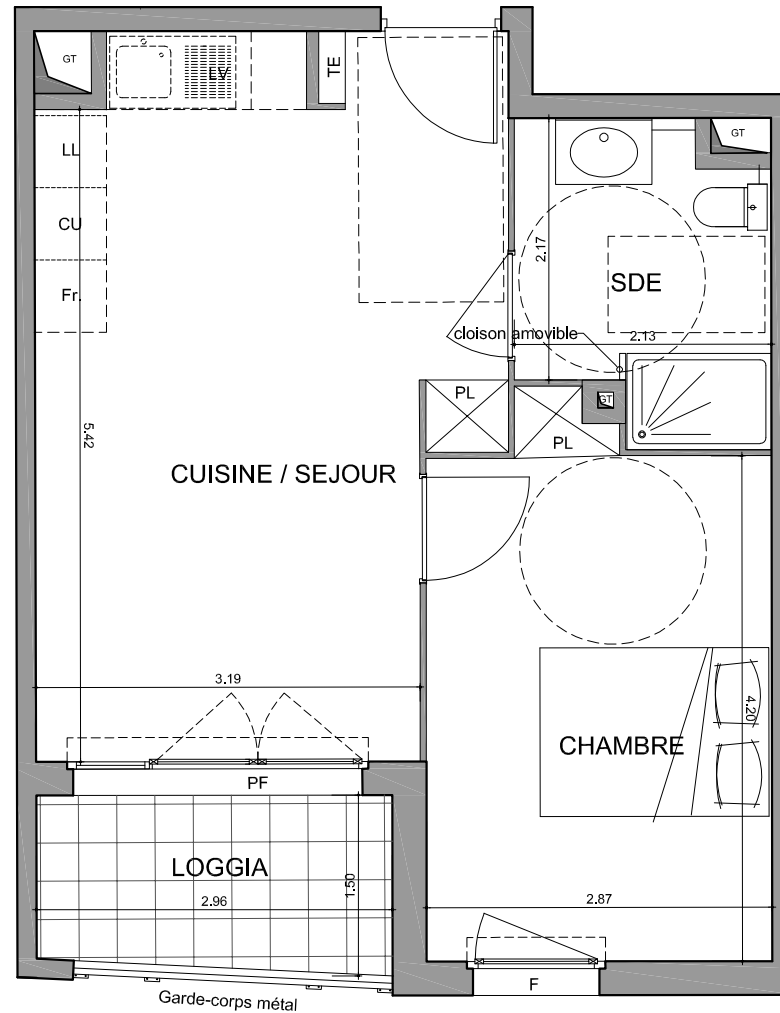 GT
LV
TE
GT
LL
CU
Fr.
2.17
SDE
cloison amovible
2.13
PL
GT
PL
5.42
CUISINE / SEJOUR
3.19
4.20
CHAMBRE
PF
LOGGIA
1.50
2.96
2.87
F
Garde-corps métal